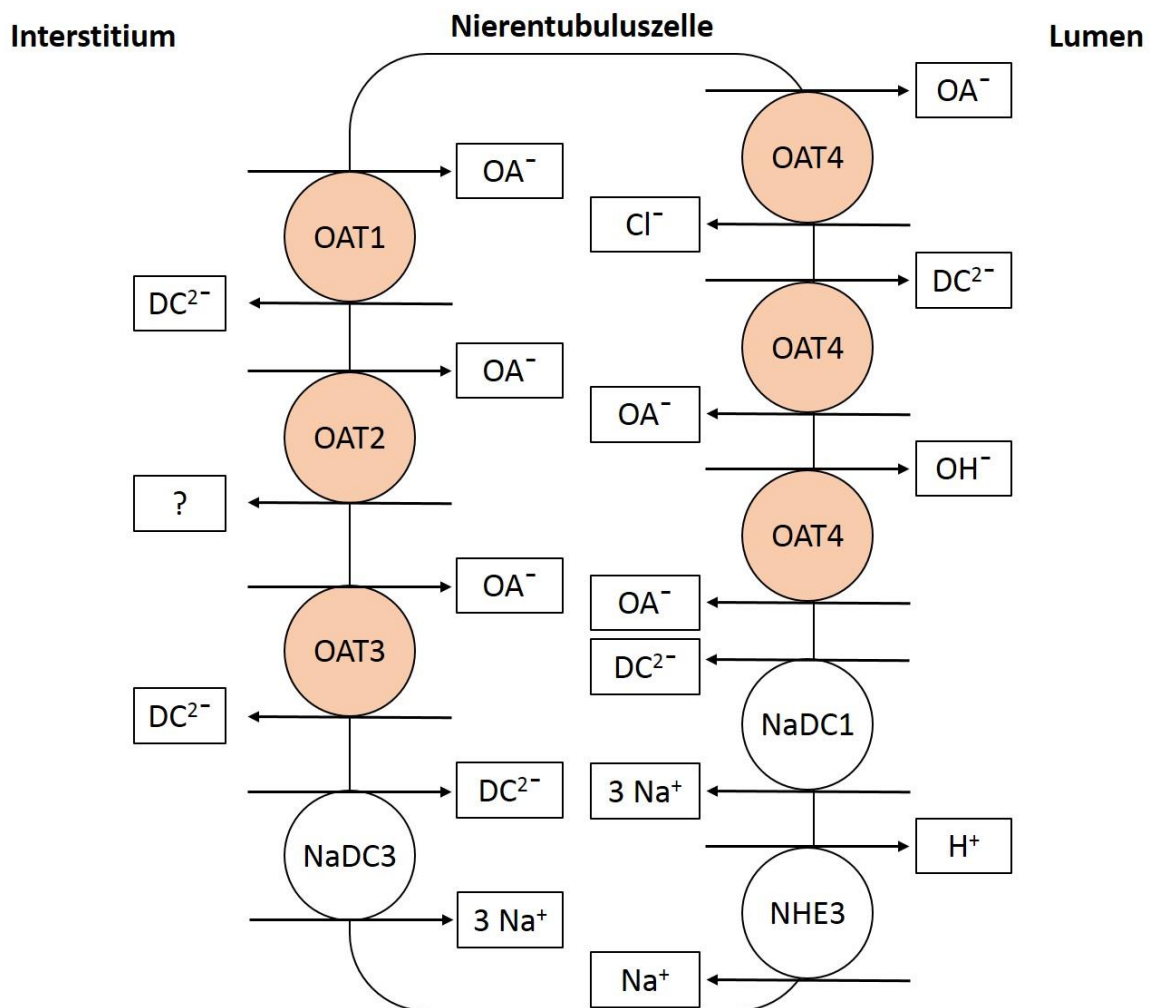 Interstitium
Nierentubuluszelle
Lumen
OA⁻
OAT1
DC²⁻
OA⁻
OAT2
?
OA⁻
OAT3
DC²⁻
DC²⁻
NaDC3
3 Na⁺
OA⁻
OAT4
Cl⁻
DC²⁻
OAT4
OA⁻
OH⁻
OAT4
OA⁻
DC²⁻
NaDC1
3 Na⁺
H⁺
NHE3
Na⁺